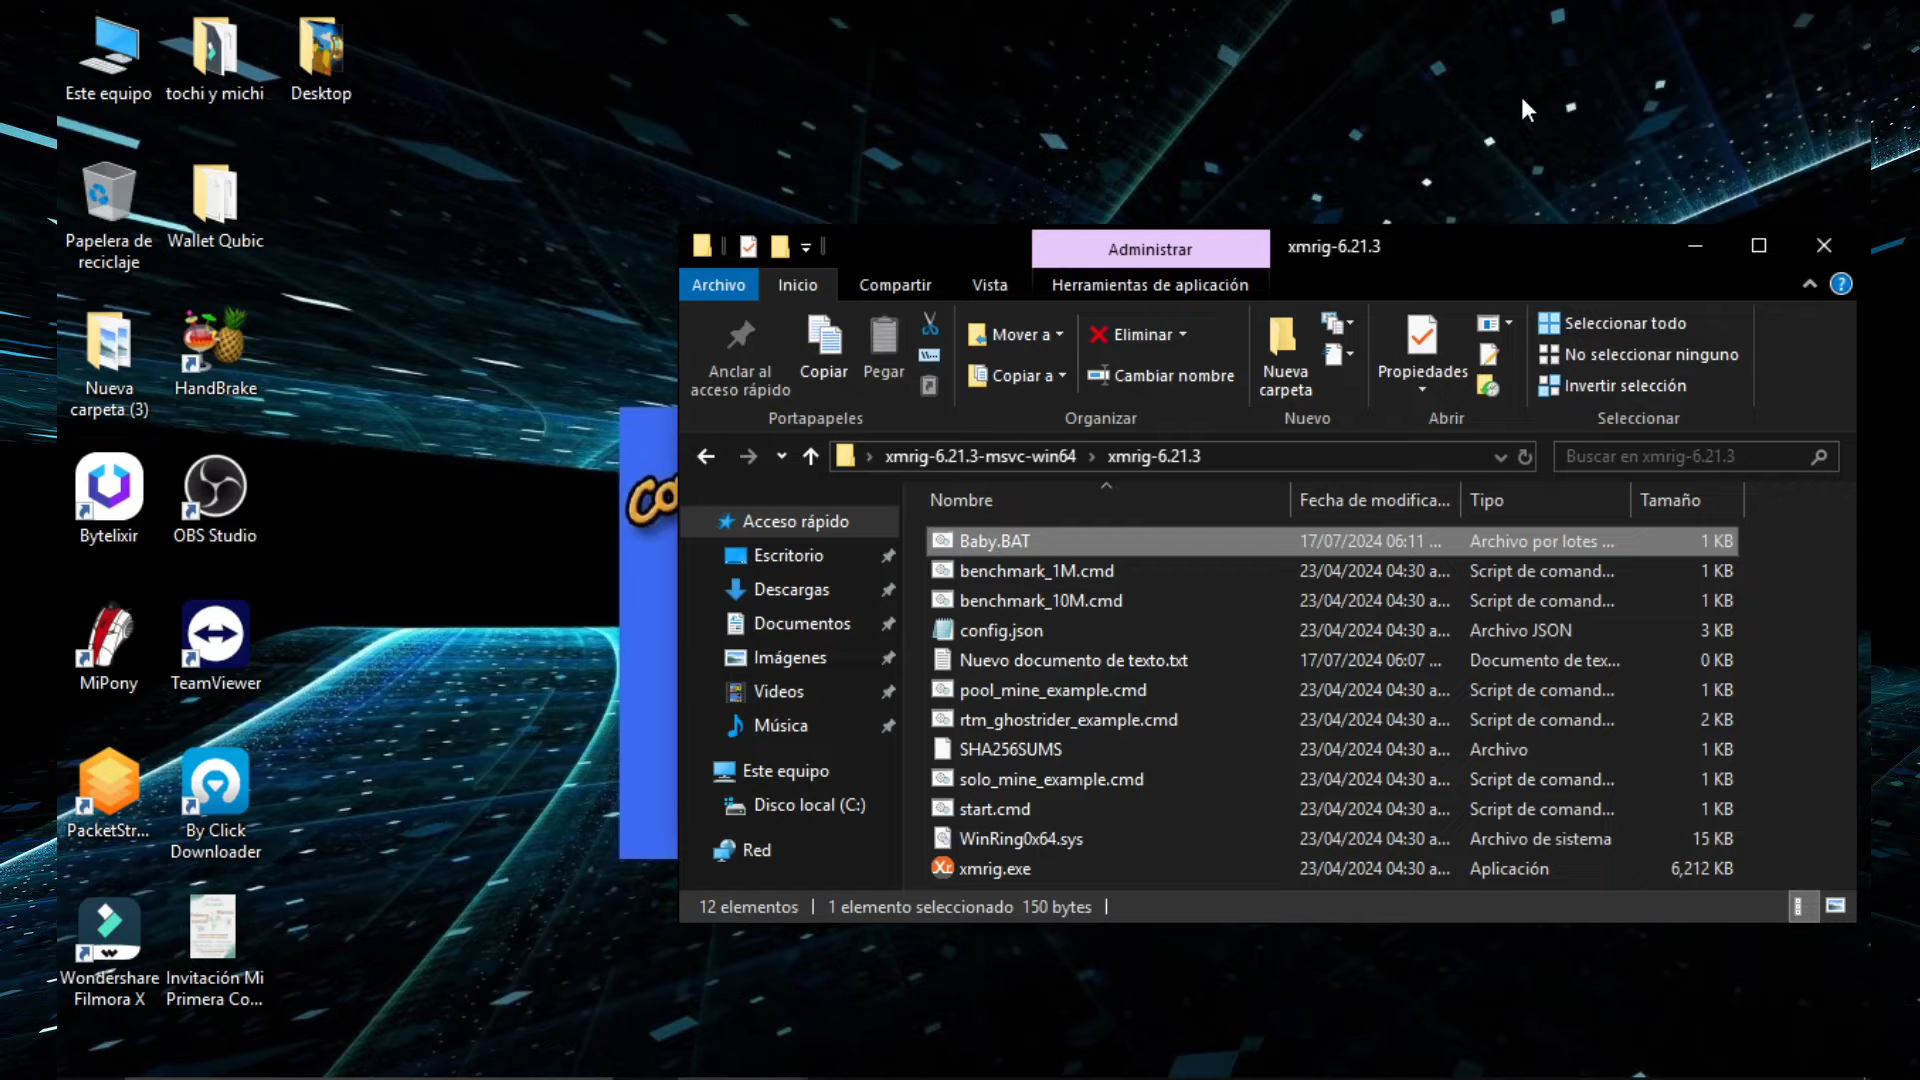 Este equipo
tochi y michi
Desktop
Papelera de
reciclaje
Wallet Qubic
Nueva
carpeta (3)
HandBrake
Bytelixir
OBS Studio
MiPony
TeamViewer
PacketStr...
By Click
Downloader
Wondershare
Filmora X
Invitación Mi
Primera Co...
Co
Administrar
xmrig-6.21.3
Archivo
Inicio
Compartir
Vista
Herramientas de aplicación
Anclar al
acceso rápido
Copiar
Pegar
Mover a
Copiar a
Eliminar
Cambiar nombre
Nueva
carpeta
Propiedades
Seleccionar todo
No seleccionar ninguno
Invertir selección
Portapapeles
Organizar
Nuevo
Abrir
Seleccionar
xmrig-6.21.3-msvc-win64 › xmrig-6.21.3
Buscar en xmrig-6.21.3
Acceso rápido
Escritorio
Descargas
Documentos
Imágenes
Videos
Música
Este equipo
Disco local (C:)
Red
Nombre Fecha de modifica... Tipo Tamaño
Baby.BAT 17/07/2024 06:11 ... Archivo por lotes ... 1 KB
benchmark_1M.cmd 23/04/2024 04:30 a... Script de comand... 1 KB
benchmark_10M.cmd 23/04/2024 04:30 a... Script de comand... 1 KB
config.json 23/04/2024 04:30 a... Archivo JSON 3 KB
Nuevo documento de texto.txt 17/07/2024 06:07 ... Documento de tex... 0 KB
pool_mine_example.cmd 23/04/2024 04:30 a... Script de comand... 1 KB
rtm_ghostrider_example.cmd 23/04/2024 04:30 a... Script de comand... 2 KB
SHA256SUMS 23/04/2024 04:30 a... Archivo 1 KB
solo_mine_example.cmd 23/04/2024 04:30 a... Script de comand... 1 KB
start.cmd 23/04/2024 04:30 a... Script de comand... 1 KB
WinRing0x64.sys 23/04/2024 04:30 a... Archivo de sistema 15 KB
xmrig.exe 23/04/2024 04:30 a... Aplicación 6,212 KB
12 elementos | 1 elemento seleccionado 150 bytes |